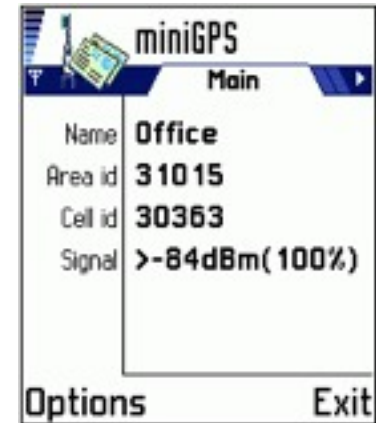 miniGPS
Main
Name Office
Area id 31015
Cell id 30363
Signal >-84dBm(100%)
Options Exit